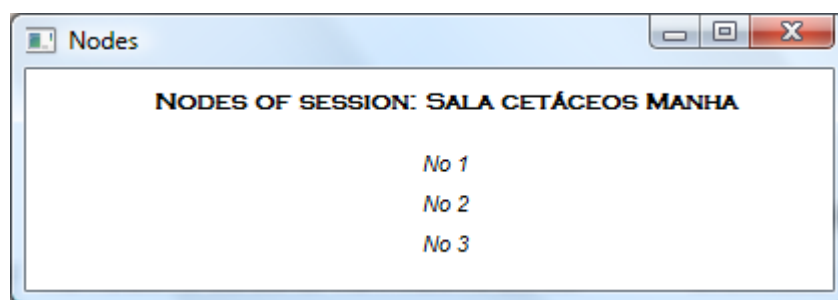 Nodes
Nodes of session: Sala cetáceos Manha
No 1
No 2
No 3